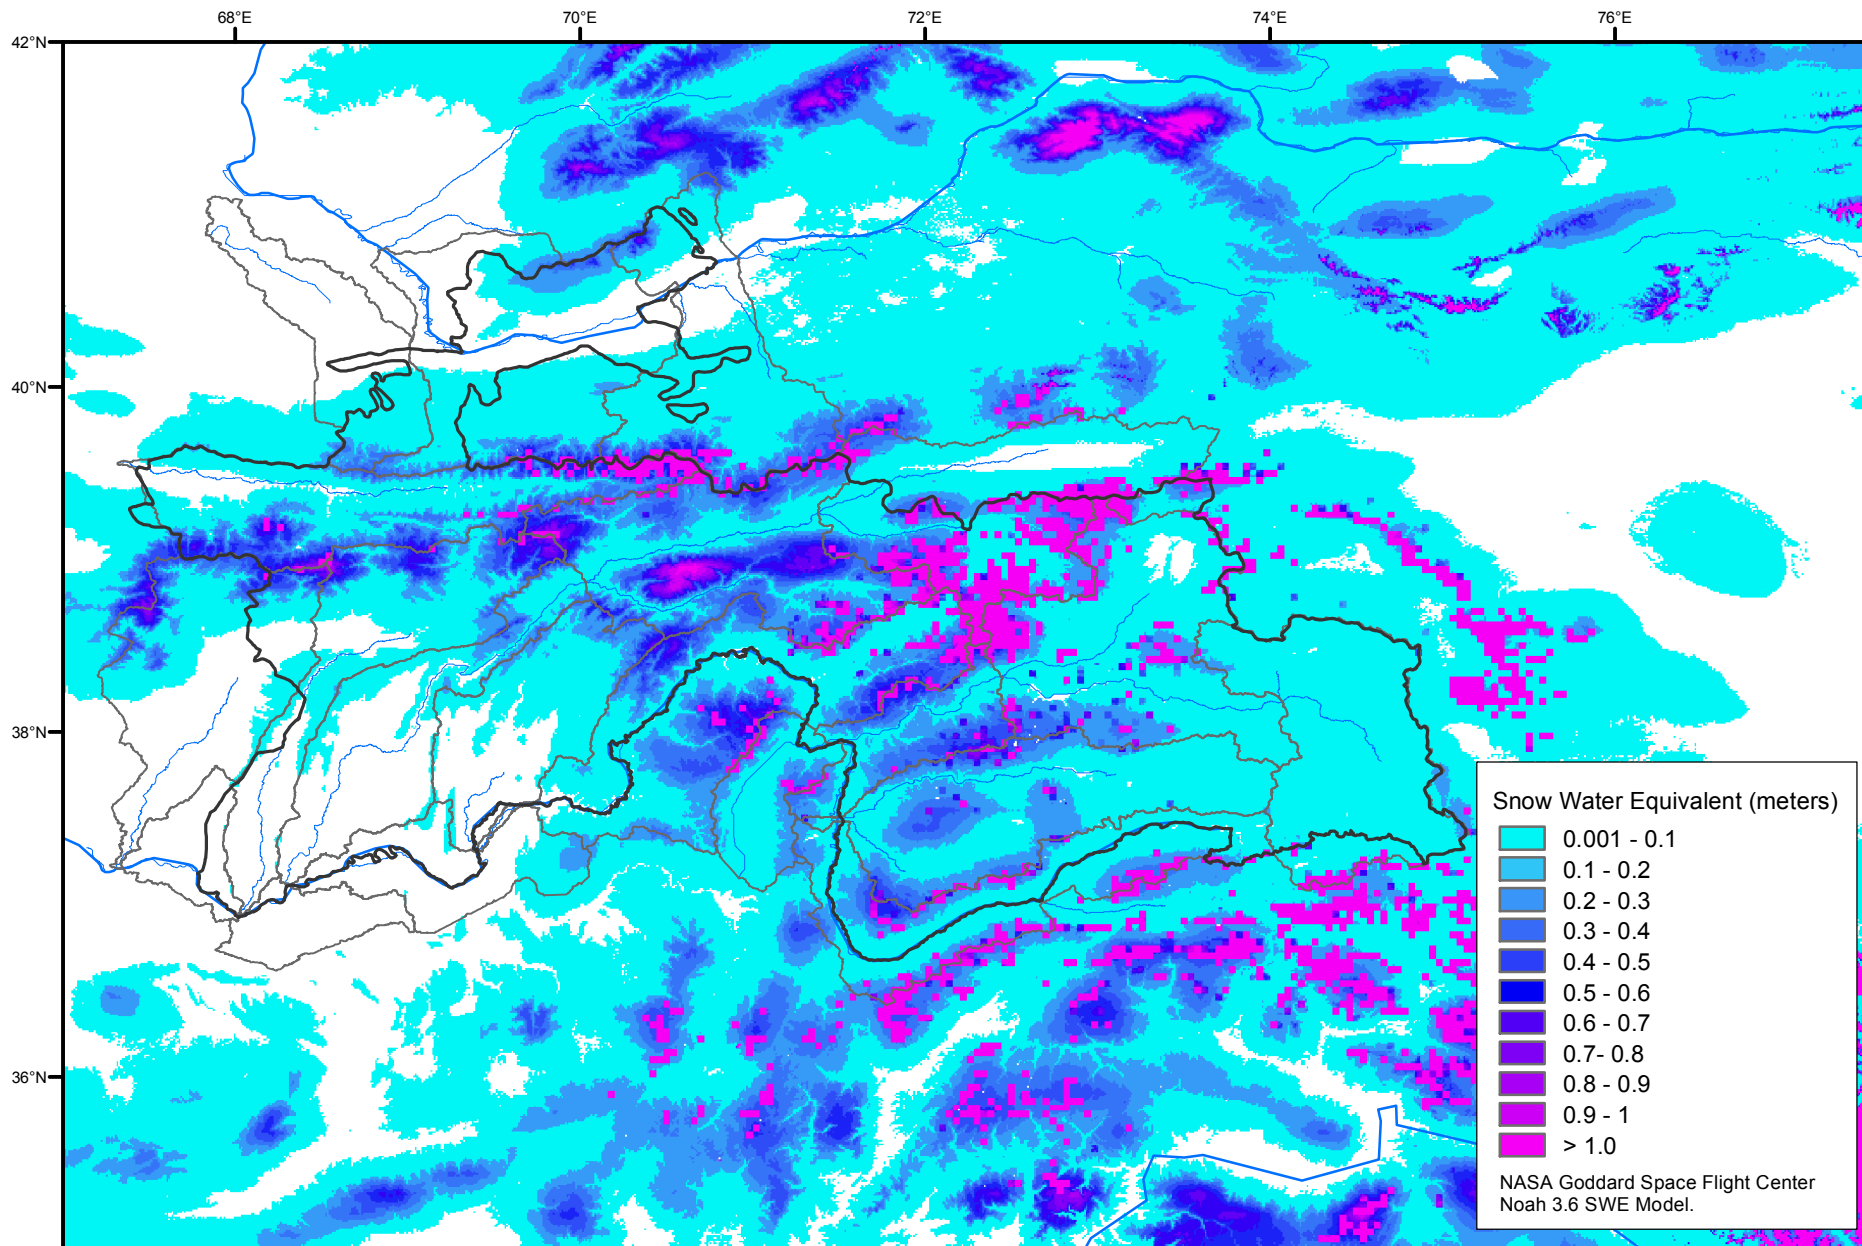 68°E
70°E
72°E
74°E
76°E
42°N
40°N
38°N
36°N
Snow Water Equivalent (meters)
0.001 - 0.1
0.1 - 0.2
0.2 - 0.3
0.3 - 0.4
0.4 - 0.5
0.5 - 0.6
0.6 - 0.7
0.7- 0.8
0.8 - 0.9
0.9 - 1
> 1.0
NASA Goddard Space Flight Center
Noah 3.6 SWE Model.